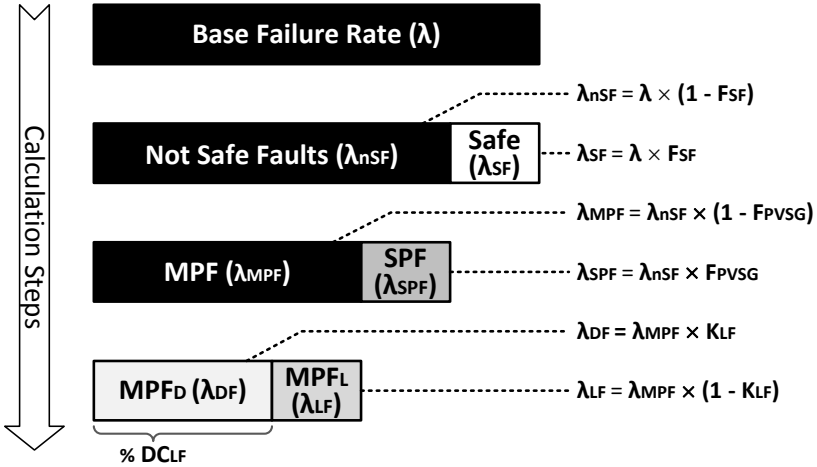 Calculation Steps
Base Failure Rate (λ)
λnSF = λ × (1 - FSF)
Not Safe Faults (λnSF)
Safe
(λSF)
λSF = λ × FSF
λMPF = λnSF × (1 - FPVSG)
MPF (λMPF)
SPF
(λSPF)
λSPF = λnSF × FPVSG
λDF = λMPF × KLF
MPFD (λDF)
MPFL
(λLF)
λLF = λMPF × (1 - KLF)
% DCLF